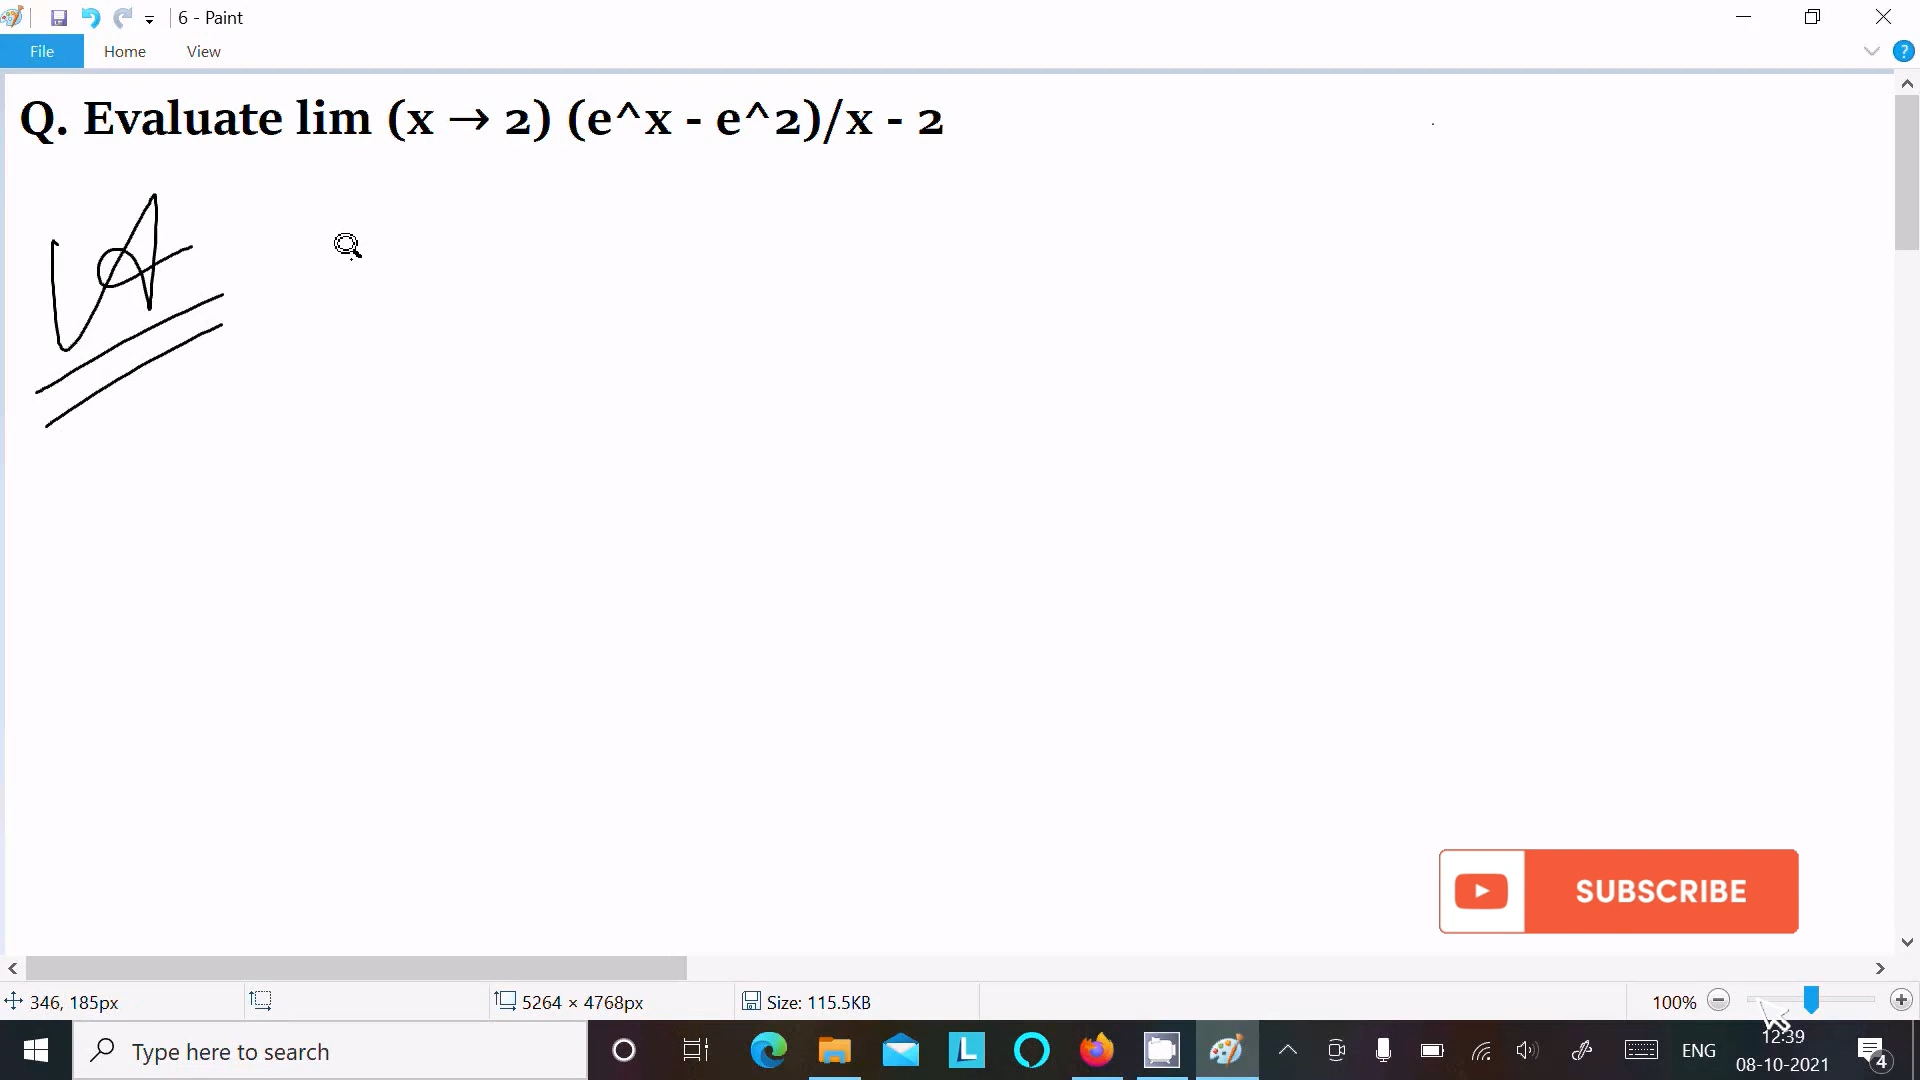 6 - Paint
File Home View
Q. Evaluate lim (x → 2) (e^x - e^2)/x - 2
SUBSCRIBE
346, 185px 5264 × 4768px Size: 115.5KB 100%
Type here to search L ENG 12:39
08-10-2021 4